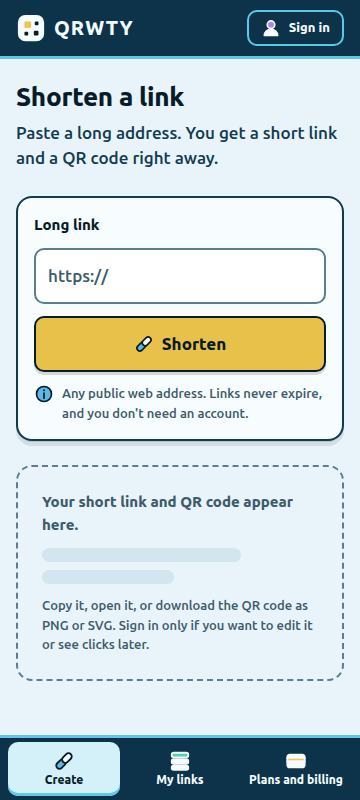 QRWTY
Sign in
Shorten a link
Paste a long address. You get a short link
and a QR code right away.
Long link
https://
Shorten
Any public web address. Links never expire,
and you don't need an account.
Your short link and QR code appear
here.
Copy it, open it, or download the QR code as
PNG or SVG. Sign in only if you want to edit it
or see clicks later.
Create
My links
Plans and billing